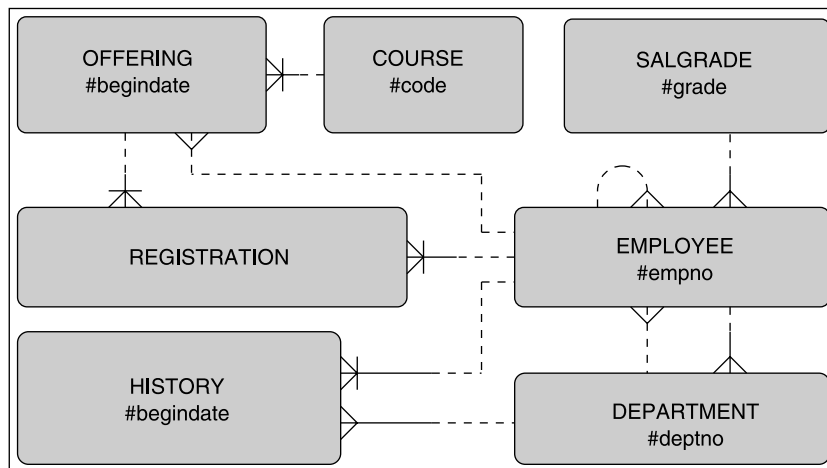 OFFERING
#begindate
COURSE
#code
SALGRADE
#grade
REGISTRATION
EMPLOYEE
#empno
HISTORY
#begindate
DEPARTMENT
#deptno